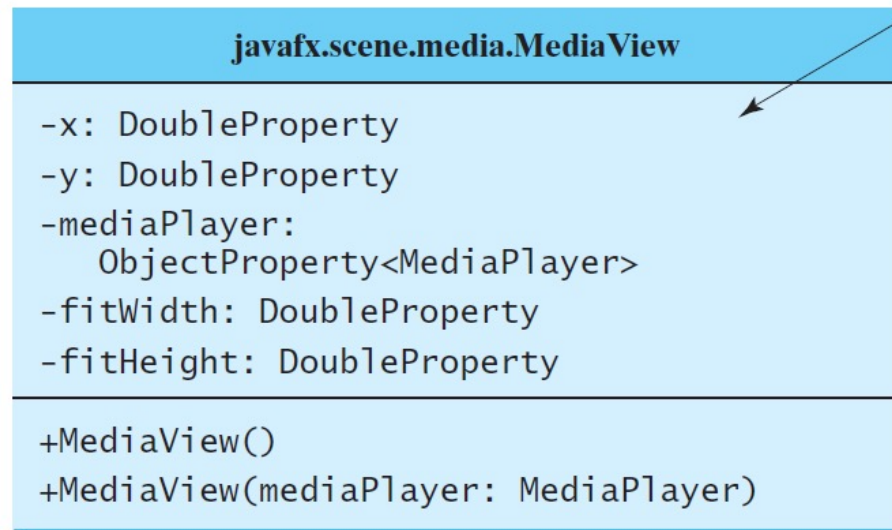 javafx.scene.media.MediaView
-x: DoubleProperty
-y: DoubleProperty
-mediaPlayer:
ObjectProperty<MediaPlayer>
-fitWidth: DoubleProperty
-fitHeight: DoubleProperty
+MediaView()
+MediaView(mediaPlayer: MediaPlayer)